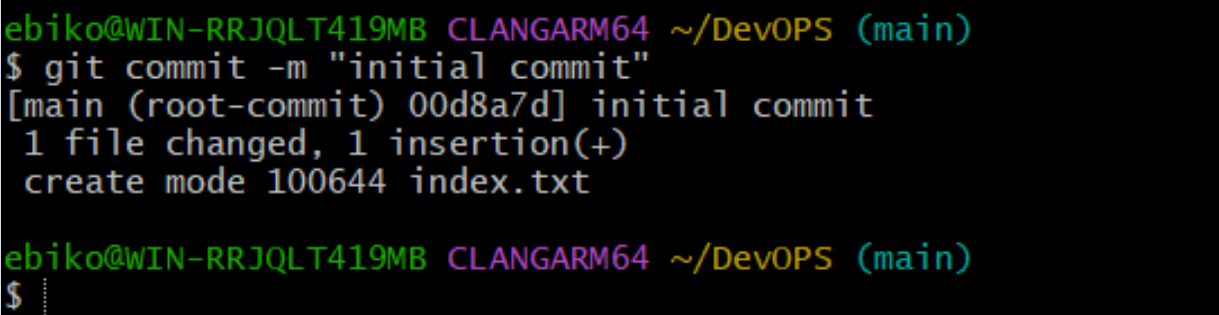 ebiko@WIN-RRJQLT419MB CLANGARM64 ~/DevOPS (main)
$ git commit -m "initial commit"
[main (root-commit) 00d8a7d] initial commit
 1 file changed, 1 insertion(+)
 create mode 100644 index.txt
ebiko@WIN-RRJQLT419MB CLANGARM64 ~/DevOPS (main)
$